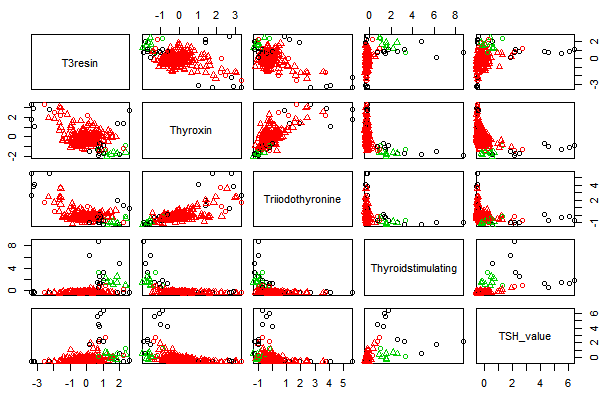 -1 0 1 2 3 0 2 4 6 8
T3resin
-3 0 2
-2 0 2
Thyroxin
Triiodothyronine
-1 2 4
0 4 8
Thyroidstimulating
TSH_value
0 2 4 6
-3 -1 0 1 2 -1 0 1 2 3 4 5 0 2 4 6